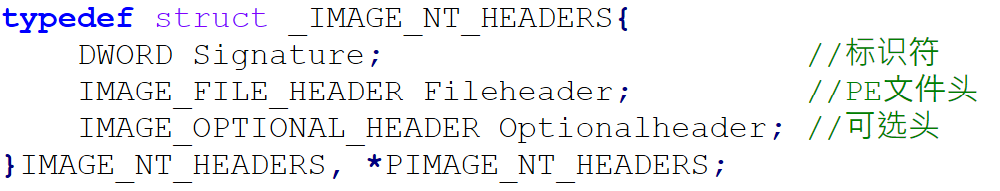 typedef struct _IMAGE_NT_HEADERS{
    DWORD Signature;                       //标识符
    IMAGE_FILE_HEADER Fileheader;          //PE文件头
    IMAGE_OPTIONAL_HEADER Optionalheader; //可选头
}IMAGE_NT_HEADERS, *PIMAGE_NT_HEADERS;